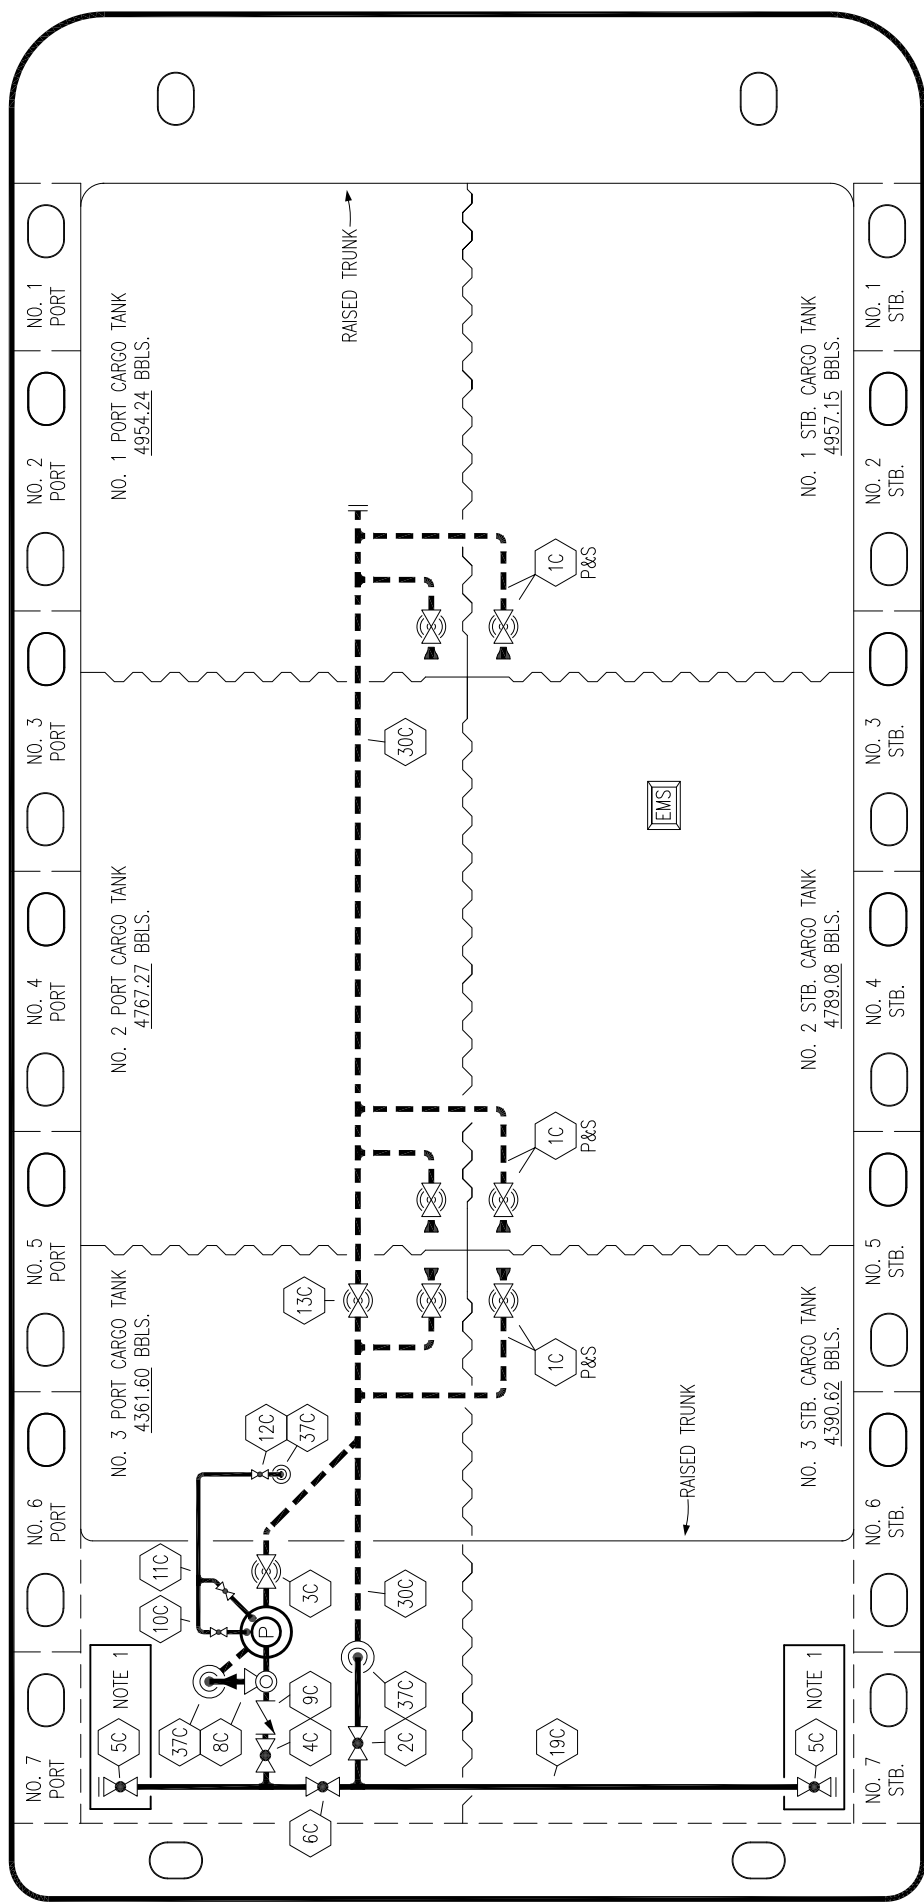 NO. 1
PORT
NO. 2
PORT
NO. 3
PORT
NO. 4
PORT
NO. 5
PORT
NO. 6
PORT
NO. 7
PORT
NO. 1 PORT CARGO TANK
4954.24 BBLS.
NO. 2 PORT CARGO TANK
4767.27 BBLS.
NO. 3 PORT CARGO TANK
4361.60 BBLS.
RAISED TRUNK
30C
1C
P&S
1C
P&S
13C
1C
P&S
12C
37C
11C
10C
3C
P
30C
NOTE 1
5C
37C
8C
9C
4C
37C
2C
6C
19C
EMS
RAISED TRUNK
NOTE 1
5C
NO. 1 STB. CARGO TANK
4957.15 BBLS.
NO. 2 STB. CARGO TANK
4789.08 BBLS.
NO. 3 STB. CARGO TANK
4390.62 BBLS.
NO. 1
STB.
NO. 2
STB.
NO. 3
STB.
NO. 4
STB.
NO. 5
STB.
NO. 6
STB.
NO. 7
STB.